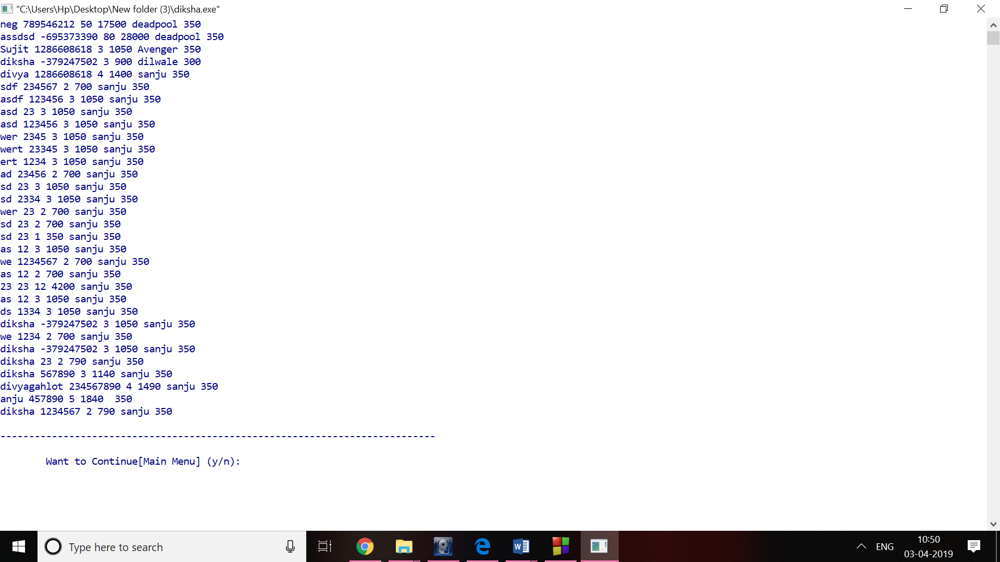 "C:\Users\Hp\Desktop\New folder (3)\diksha.exe"
neg 789546212 50 17500 deadpool 350
assdsd -695373390 80 28000 deadpool 350
Sujit 1286608618 3 1050 Avenger 350
diksha -379247502 3 900 dilwale 300
divya 1286608618 4 1400 sanju 350
sdf 234567 2 700 sanju 350
asdf 123456 3 1050 sanju 350
asd 23 3 1050 sanju 350
asd 123456 3 1050 sanju 350
wer 2345 3 1050 sanju 350
wert 23345 3 1050 sanju 350
ert 1234 3 1050 sanju 350
ad 23456 2 700 sanju 350
sd 23 3 1050 sanju 350
sd 2334 3 1050 sanju 350
wer 23 2 700 sanju 350
sd 23 2 700 sanju 350
sd 23 1 350 sanju 350
as 12 3 1050 sanju 350
we 1234567 2 700 sanju 350
as 12 2 700 sanju 350
23 23 12 4200 sanju 350
as 12 3 1050 sanju 350
ds 1334 3 1050 sanju 350
diksha -379247502 3 1050 sanju 350
we 1234 2 700 sanju 350
diksha -379247502 3 1050 sanju 350
diksha 23 2 790 sanju 350
diksha 567890 3 1140 sanju 350
divyagahlot 234567890 4 1490 sanju 350
anju 457890 5 1840  350
diksha 1234567 2 790 sanju 350
----------------------------------------------------------------------------
Want to Continue[Main Menu] (y/n):
Type here to search
ENG
10:50
03-04-2019